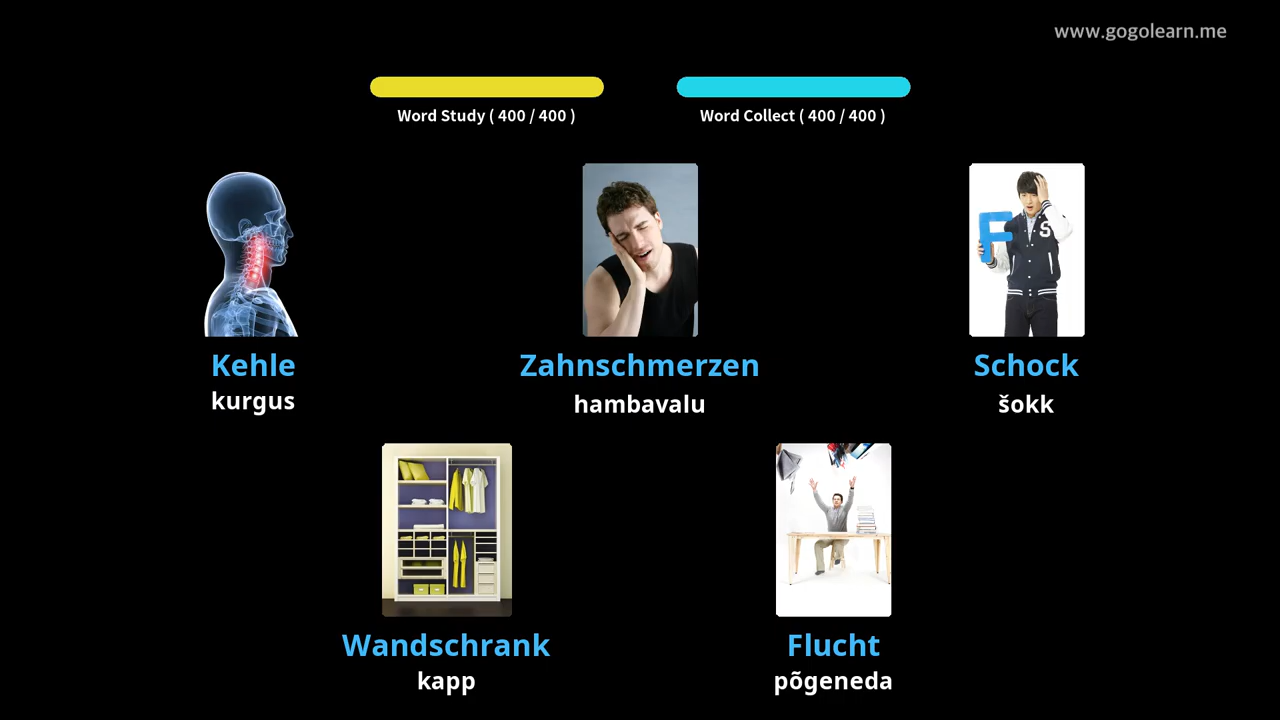 www.gogolearn.me
Word Study ( 400 / 400 )
Word Collect ( 400 / 400 )
F
S
Kehle
kurgus
Zahnschmerzen
hambavalu
Schock
šokk
Wandschrank
kapp
Flucht
põgeneda